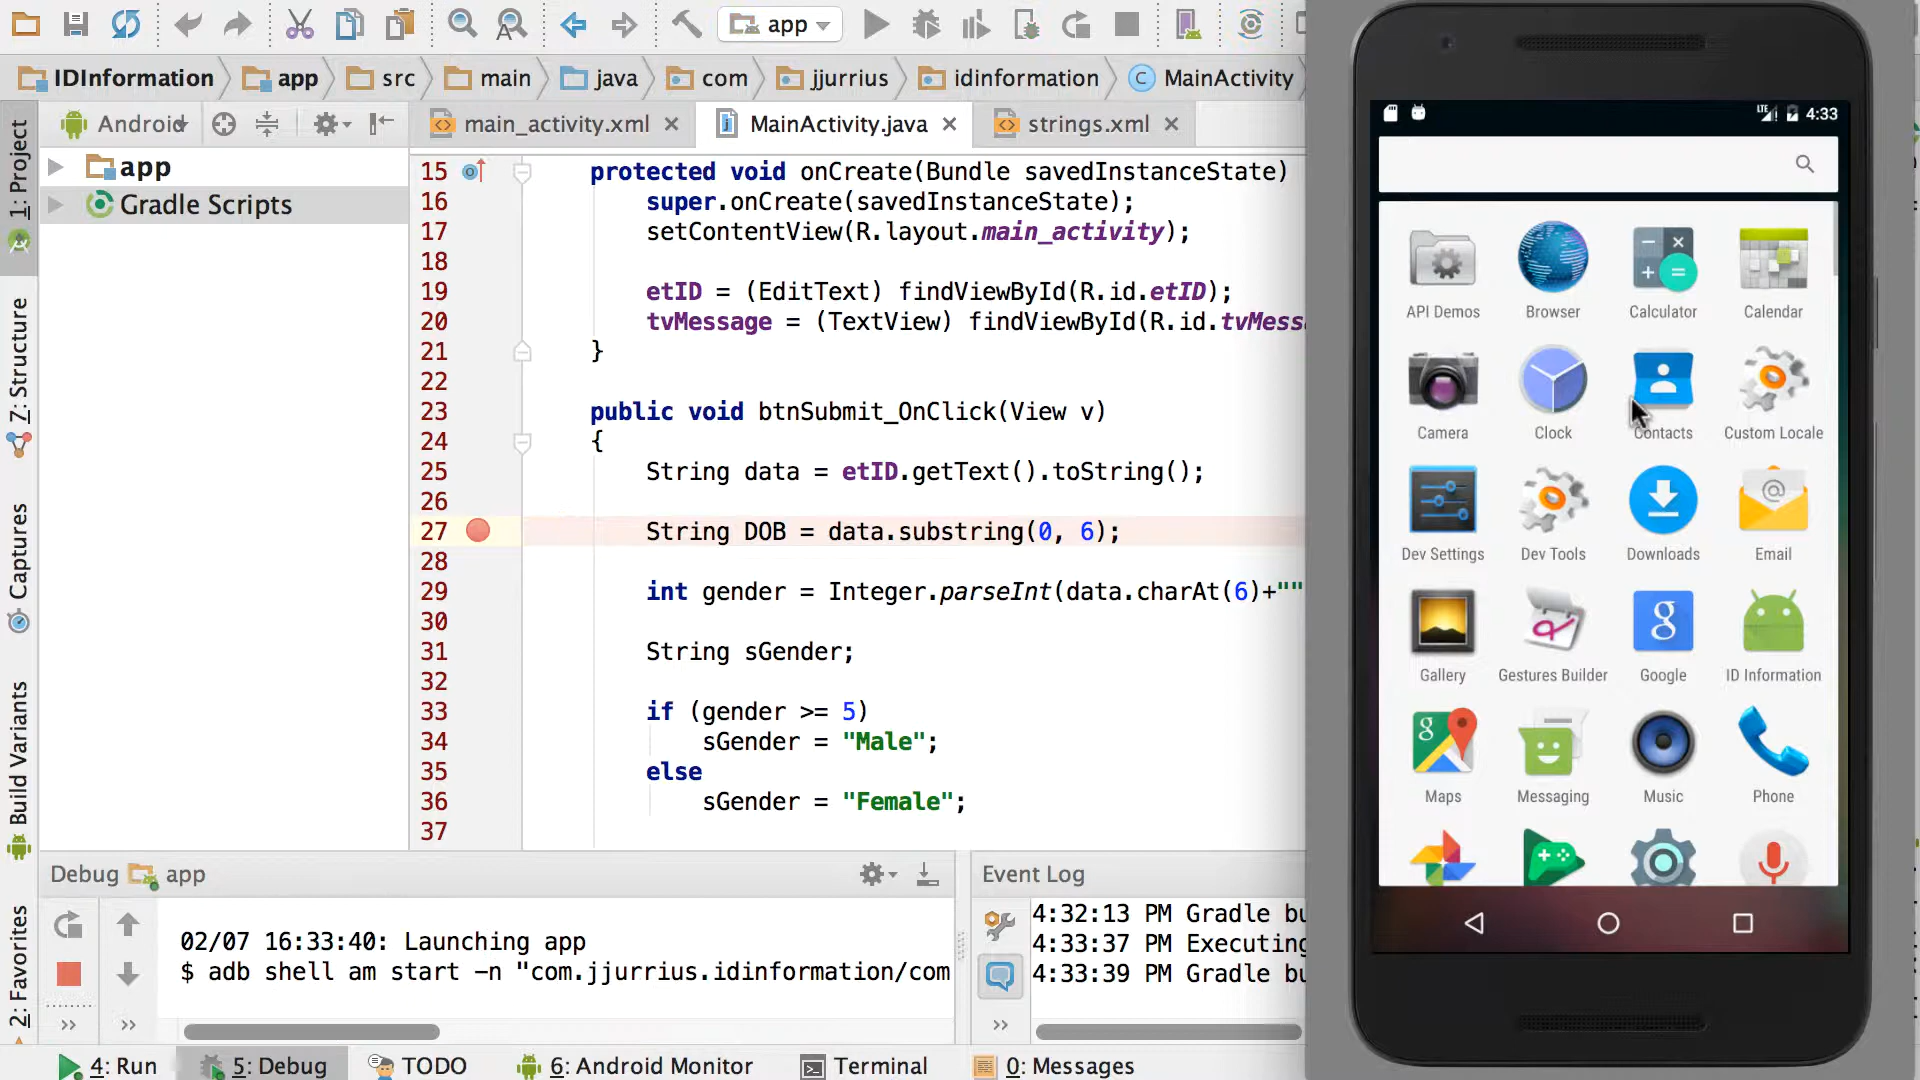 app
IDInformation app src main java com jjurrius idinformation MainActivity
Android
main_activity.xml
MainActivity.java
strings.xml
1: Project
7: Structure
Captures
Build Variants
2: Favorites
app
Gradle Scripts
15 protected void onCreate(Bundle savedInstanceState)
16 super.onCreate(savedInstanceState);
17 setContentView(R.layout.main_activity);
18
19 etID = (EditText) findViewById(R.id.etID);
20 tvMessage = (TextView) findViewById(R.id.tvMessa
21 }
22
23 public void btnSubmit_OnClick(View v)
24 {
25 String data = etID.getText().toString();
26
27 String DOB = data.substring(0, 6);
28
29 int gender = Integer.parseInt(data.charAt(6)+""
30
31 String sGender;
32
33 if (gender >= 5)
34 sGender = "Male";
35 else
36 sGender = "Female";
37
Debug app
02/07 16:33:40: Launching app
$ adb shell am start -n "com.jjurrius.idinformation/com
Event Log
4:32:13 PM Gradle bu
4:33:37 PM Executing
4:33:39 PM Gradle bu
4: Run 5: Debug TODO 6: Android Monitor Terminal 0: Messages
LTE 4:33
API Demos Browser Calculator Calendar
Camera Clock Contacts Custom Locale
Dev Settings Dev Tools Downloads Email
Gallery Gestures Builder Google ID Information
Maps Messaging Music Phone